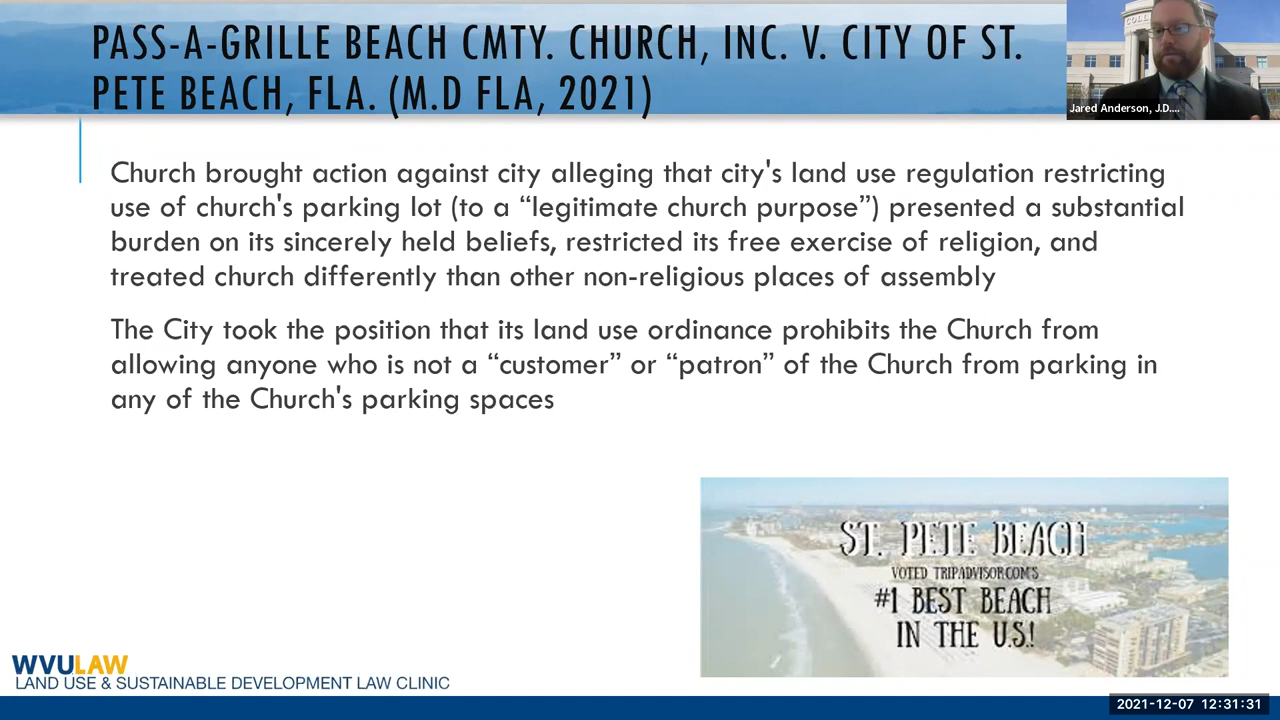 PASS-A-GRILLE BEACH CMTY. CHURCH, INC. V. CITY OF ST.
PETE BEACH, FLA. (M.D FLA, 2021)
COLL
Jared Anderson, J.D....
Church brought action against city alleging that city's land use regulation restricting
use of church's parking lot (to a “legitimate church purpose”) presented a substantial
burden on its sincerely held beliefs, restricted its free exercise of religion, and
treated church differently than other non-religious places of assembly
The City took the position that its land use ordinance prohibits the Church from
allowing anyone who is not a “customer” or “patron” of the Church from parking in
any of the Church's parking spaces
ST. PETE BEACH
VOTED TRIPADVISOR.COM'S
#1 BEST BEACH
IN THE U.S.!
WVULAW
LAND USE & SUSTAINABLE DEVELOPMENT LAW CLINIC
2021-12-07 12:31:31